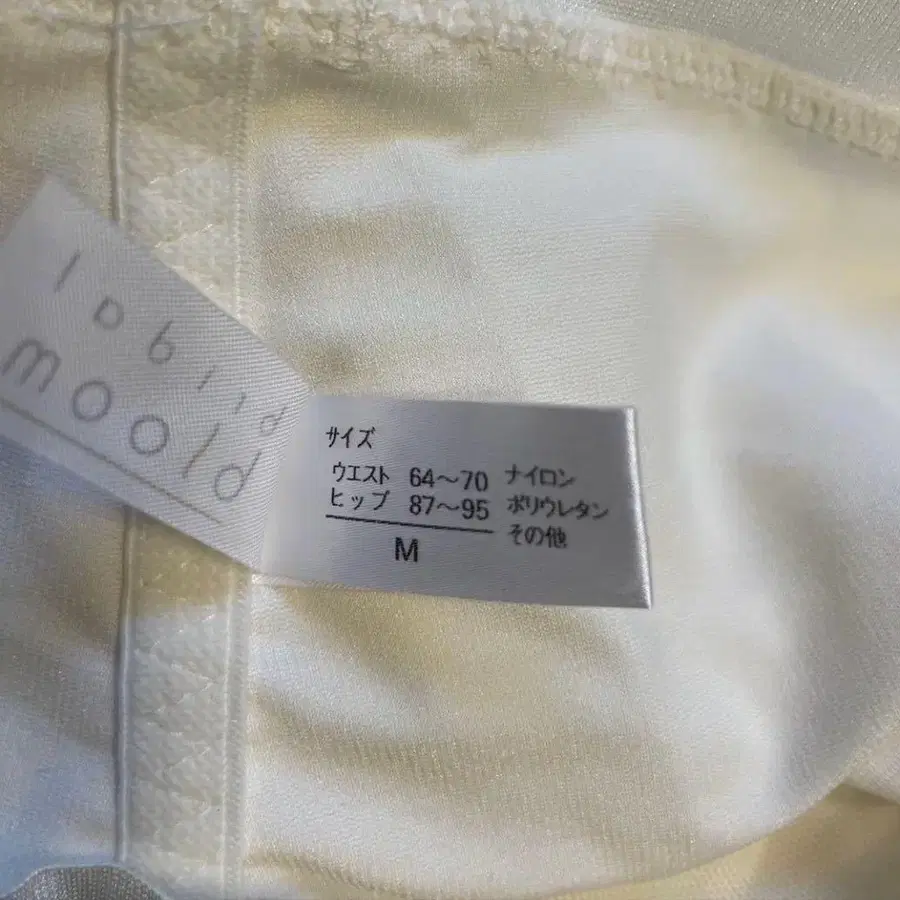 moold
サイズ
ウエスト 64～70 ナイロン
ヒップ 87～95 ポリウレタン
その他
M